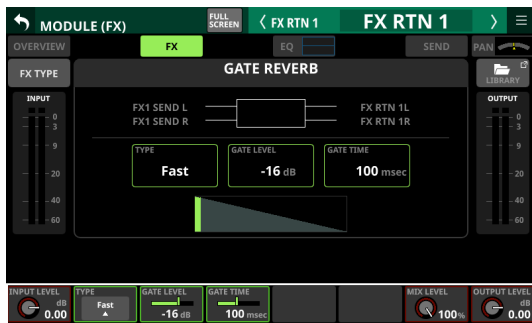 MODULE (FX)
FULL SCREEN
FX RTN 1
FX RTN 1
OVERVIEW
FX
EQ
SEND
PAN
FX TYPE
GATE REVERB
LIBRARY
INPUT
OUTPUT
FX1 SEND L
FX RTN 1L
FX1 SEND R
FX RTN 1R
0
3
9
20
40
60
0
3
9
20
40
60
TYPE
Fast
GATE LEVEL
-16 dB
GATE TIME
100 msec
INPUT LEVEL
dB
0.00
TYPE
Fast
GATE LEVEL
-16 dB
GATE TIME
100 msec
MIX LEVEL
100%
OUTPUT LEVEL
dB
0.00